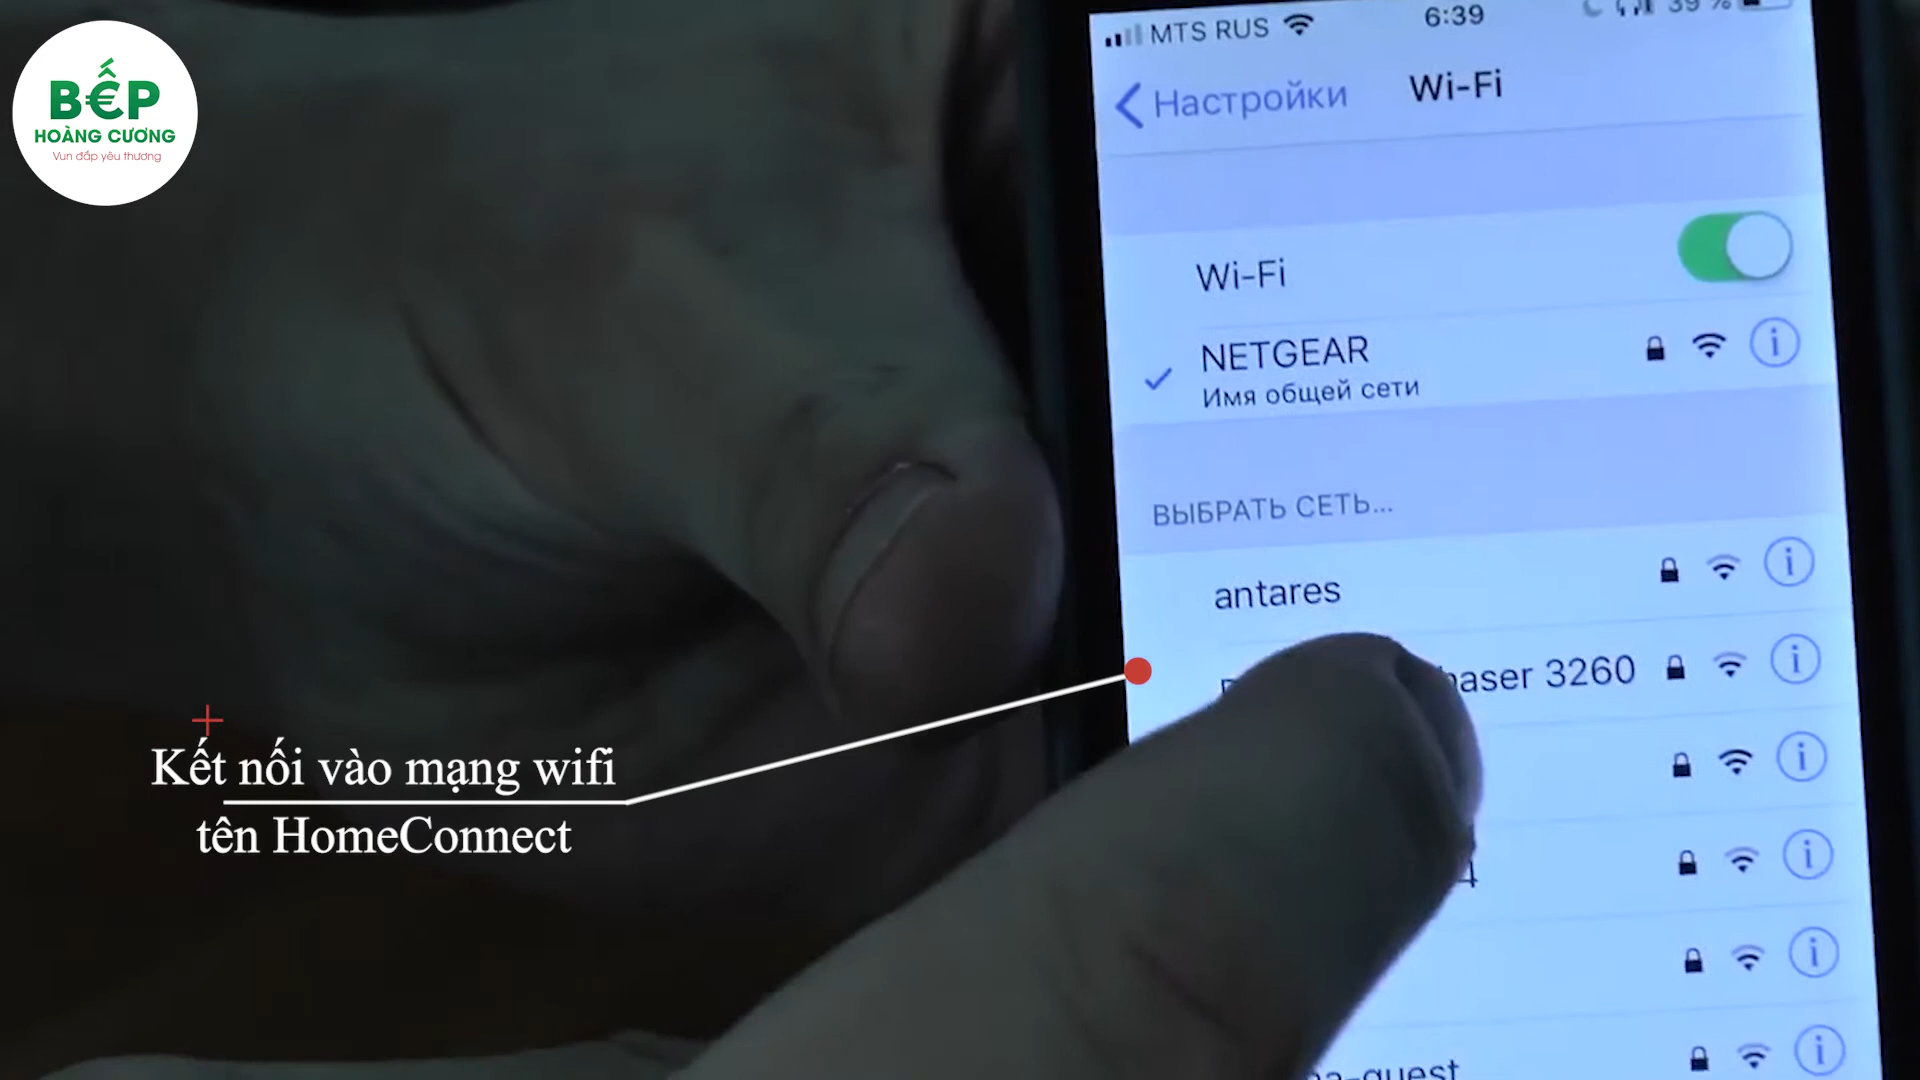 BẾP
HOÀNG CƯƠNG
Vun đắp yêu thương
MTS RUS
6:39
39 %
Настройки
Wi-Fi
Wi-Fi
NETGEAR
Имя общей сети
ВЫБРАТЬ СЕТЬ...
antares
3260
Kết nối vào mạng wifi
tên HomeConnect